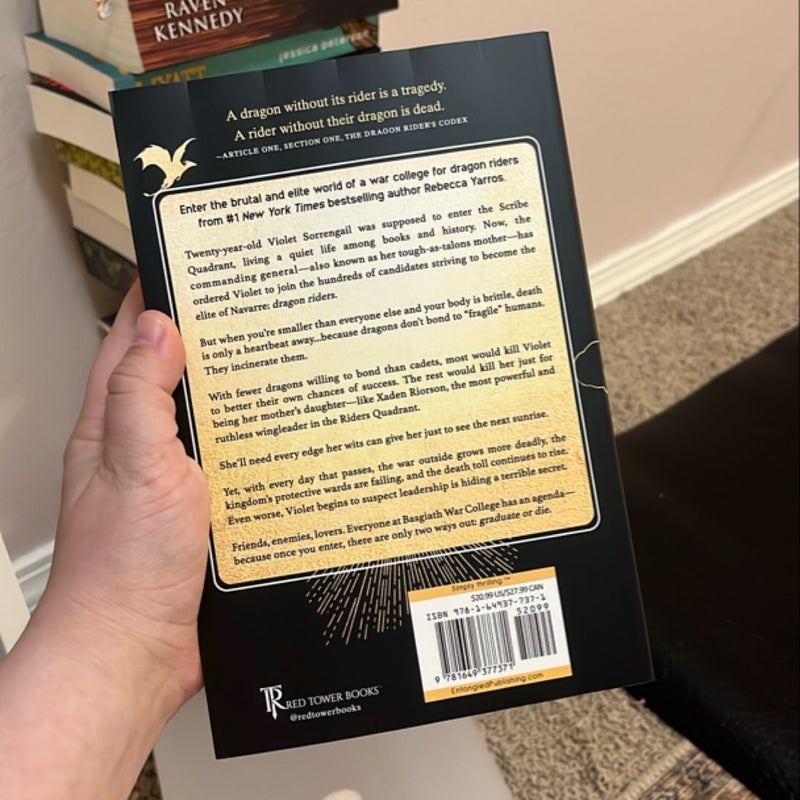 RAVEN
KENNEDY
jessica peterson
WYATT
A dragon without its rider is a tragedy.
A rider without their dragon is dead.
—ARTICLE ONE, SECTION ONE, THE DRAGON RIDER'S CODEX
Enter the brutal and elite world of a war college for dragon riders
from #1 New York Times bestselling author Rebecca Yarros.
Twenty-year-old Violet Sorrengail was supposed to enter the Scribe
Quadrant, living a quiet life among books and history. Now, the
commanding general—also known as her tough-as-talons mother—has
ordered Violet to join the hundreds of candidates striving to become the
elite of Navarre: dragon riders.
But when you're smaller than everyone else and your body is brittle, death
is only a heartbeat away...because dragons don't bond to "fragile" humans.
They incinerate them.
With fewer dragons willing to bond than cadets, most would kill Violet
to better their own chances of success. The rest would kill her just for
being her mother's daughter—like Xaden Riorson, the most powerful and
ruthless wingleader in the Riders Quadrant.
She'll need every edge her wits can give her just to see the next sunrise.
Yet, with every day that passes, the war outside grows more deadly, the
kingdom's protective wards are failing, and the death toll continues to rise.
Even worse, Violet begins to suspect leadership is hiding a terrible secret.
Friends, enemies, lovers. Everyone at Basgiath War College has an agenda—
because once you enter, there are only two ways out: graduate or die.
Simply thrilling.™
$20.99 US/$27.99 CAN
ISBN 978-1-64937-737-1
52099
9 781649 377371
EntangledPublishing.com
TR RED TOWER BOOKS™
@redtowerbooks